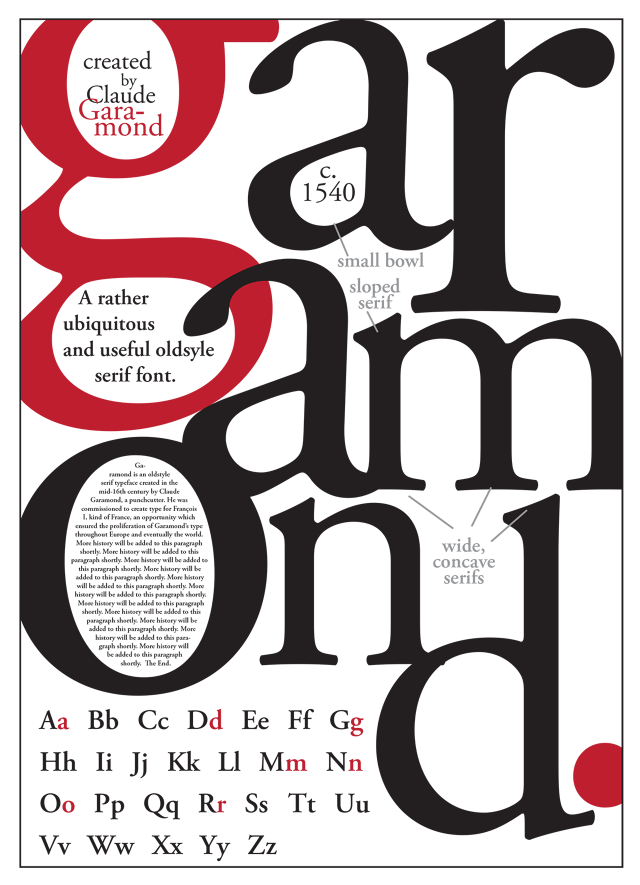 garamond.
created
by
Claude
Gara-
mond
c.
1540
small bowl
sloped
serif
A rather
ubiquitous
and useful oldsyle
serif font.
Ga-
ramond is an oldstyle
serif typeface created in the
mid-16th century by Claude
Garamond, a punchcutter. He was
commissioned to create type for François
I, kind of France, an opportunity which
ensured the proliferation of Garamond's type
throughout Europe and eventually the world.
More history will be added to this paragraph
shortly. More history will be added to this
paragraph shortly. More history will be added to
this paragraph shortly. More history will be
added to this paragraph shortly. More history
will be added to this paragraph shortly. More
history will be added to this paragraph shortly.
More history will be added to this paragraph
shortly. More history will be added to this
paragraph shortly. More history will be
added to this paragraph shortly. More
history will be added to this para-
graph shortly. More history will
be added to this paragraph
shortly. The End.
wide,
concave
serifs
Aa Bb Cc Dd Ee Ff Gg
Hh Ii Jj Kk Ll Mm Nn
Oo Pp Qq Rr Ss Tt Uu
Vv Ww Xx Yy Zz